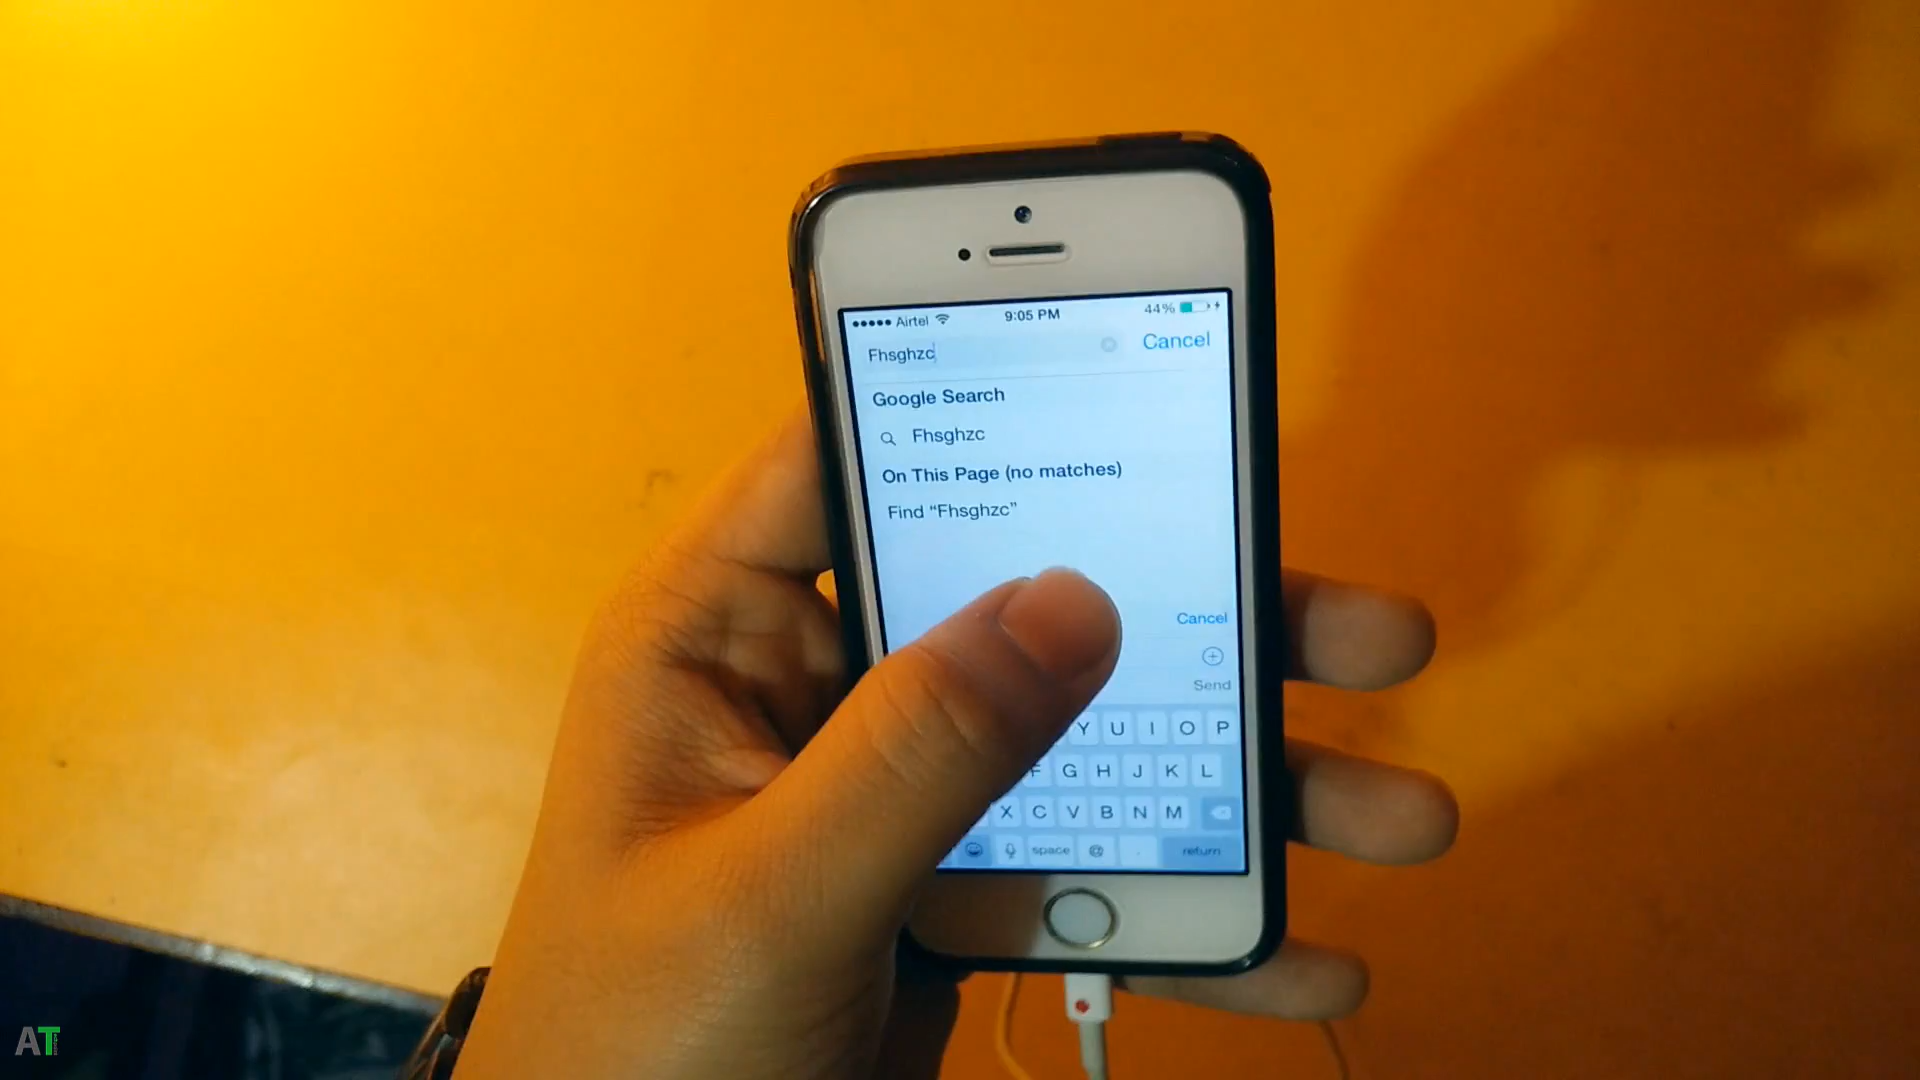 ●●●●● Airtel 9:05 PM 44%
Fhsghzc Cancel
Google Search
Fhsghzc
On This Page (no matches)
Find “Fhsghzc”
Cancel
Send
Y U I O P
F G H J K L
X C V B N M
space @ . return
AT